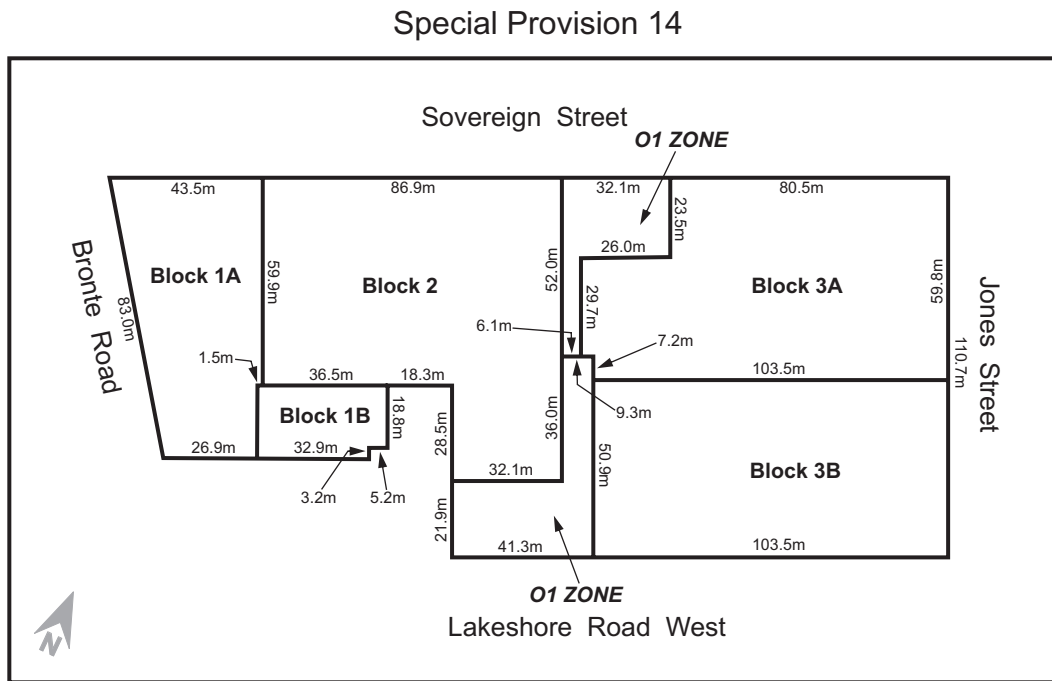 Special Provision 14
Sovereign Street
O1 ZONE
43.5m
86.9m
32.1m
80.5m
23.5m
26.0m
Bronte Road
83.0m
Block 1A
59.9m
Block 2
52.0m
29.7m
Block 3A
59.8m
Jones Street
110.7m
6.1m
7.2m
1.5m
36.5m
18.3m
103.5m
9.3m
Block 1B
18.8m
28.5m
36.0m
50.9m
26.9m
32.9m
3.2m
5.2m
32.1m
Block 3B
21.9m
41.3m
103.5m
O1 ZONE
Lakeshore Road West
N